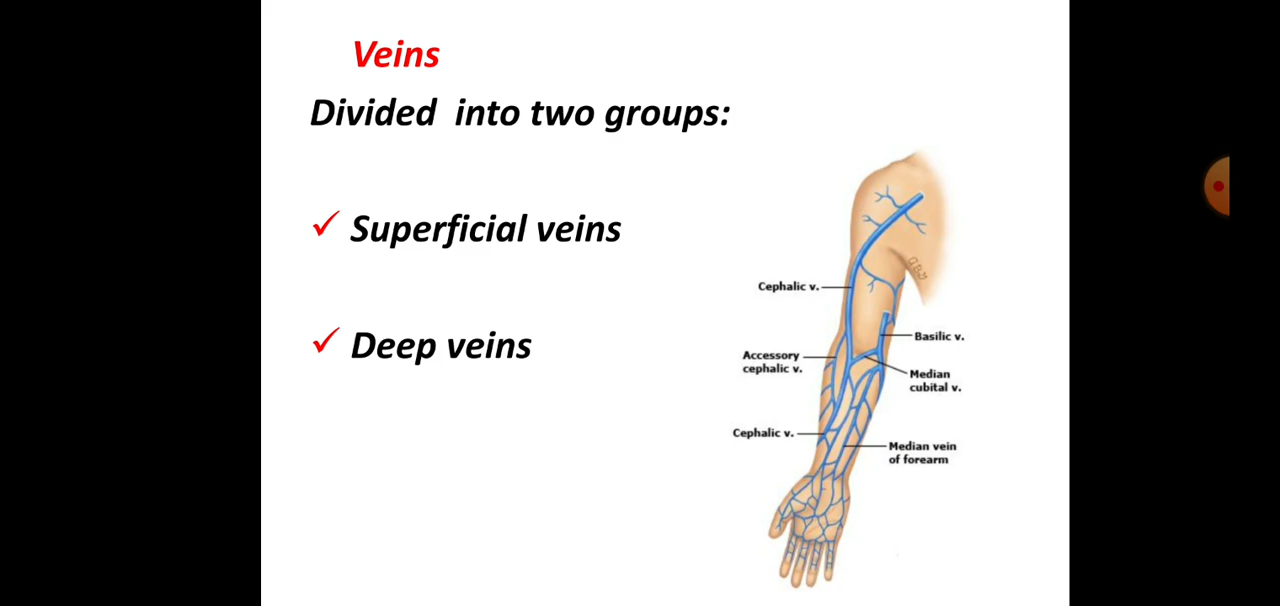 Veins
Divided into two groups:
✓ Superficial veins
✓ Deep veins
Cephalic v.
Basilic v.
Accessory
cephalic v.
Median
cubital v.
Cephalic v.
Median vein
of forearm